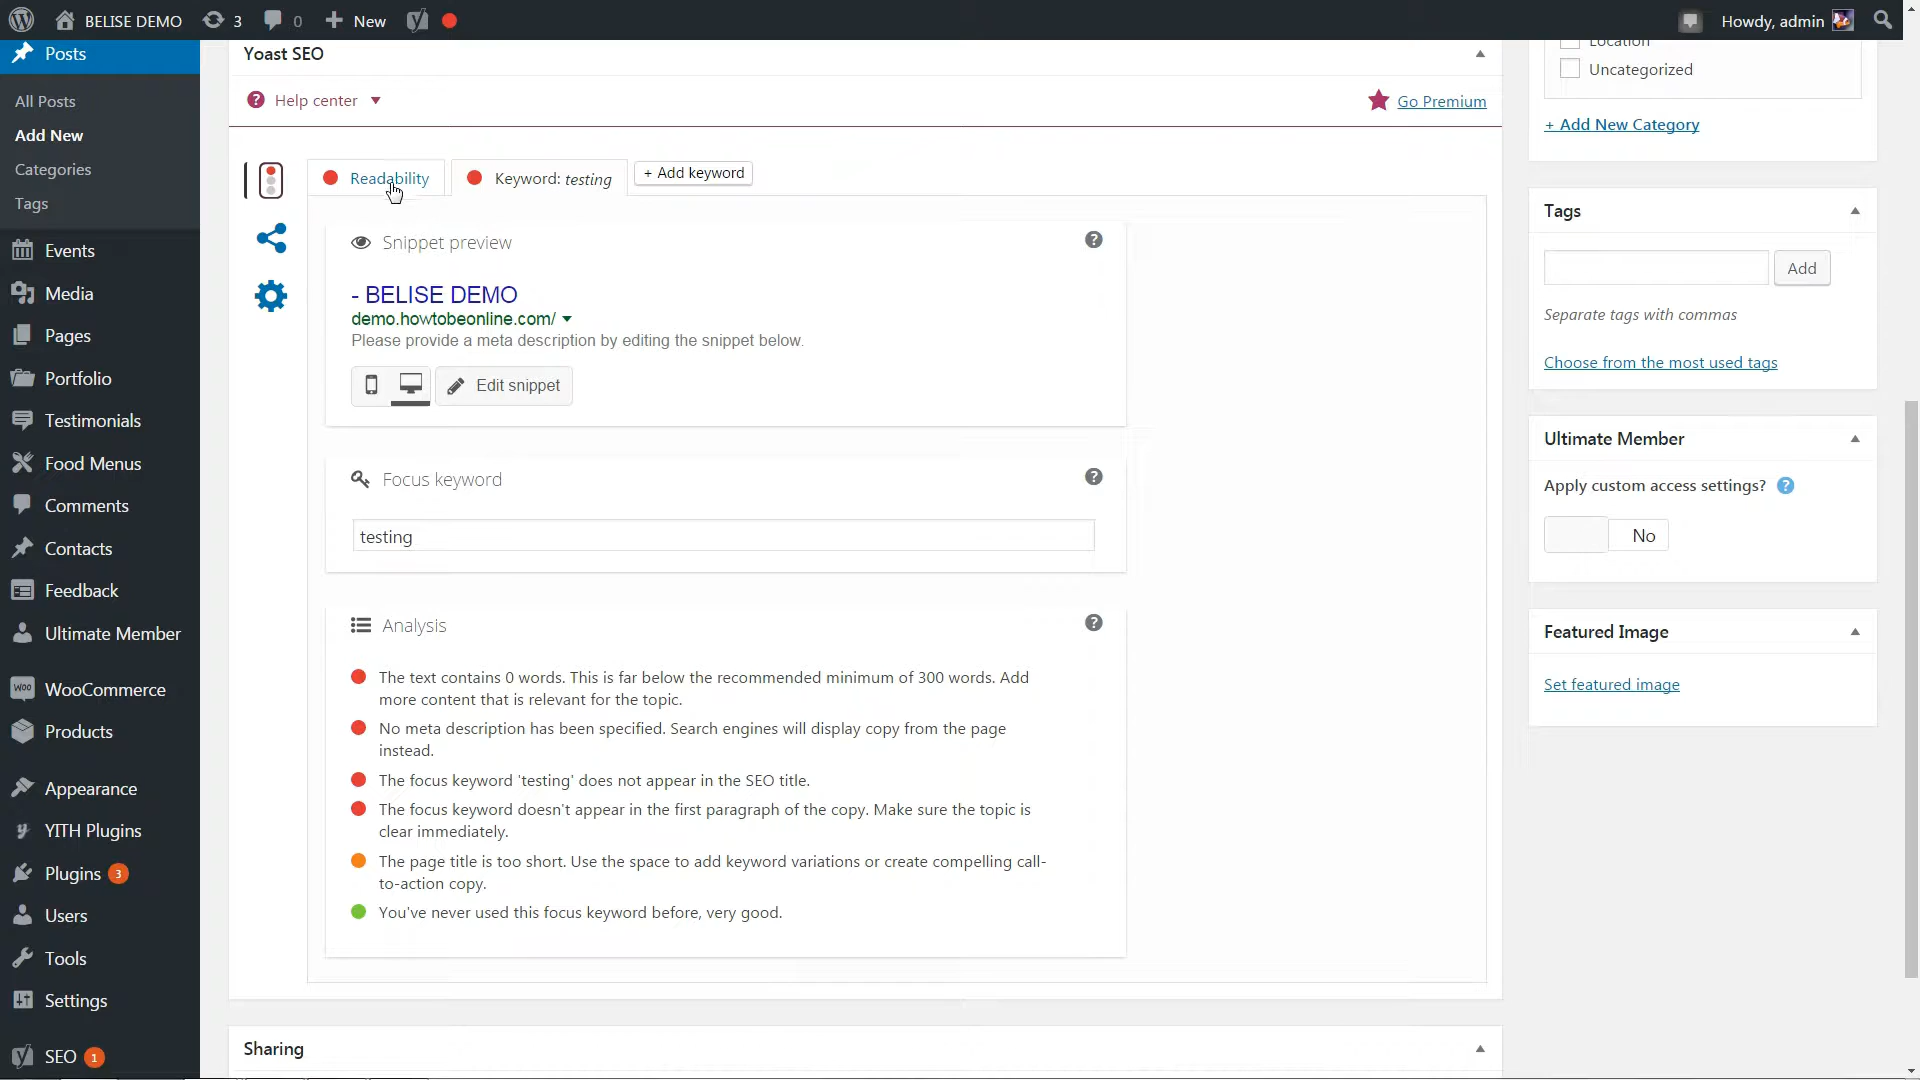 BELISE DEMO 3 0 New Howdy, admin
Posts
All Posts
Add New
Categories
Tags
Events
Media
Pages
Portfolio
Testimonials
Food Menus
Comments
Contacts
Feedback
Ultimate Member
WooCommerce
Products
Appearance
YITH Plugins
Plugins 3
Users
Tools
Settings
SEO 1
Yoast SEO
Help center
Go Premium
Readability
Keyword: testing
+ Add keyword
Snippet preview
- BELISE DEMO
demo.howtobeonline.com/
Please provide a meta description by editing the snippet below.
Edit snippet
Focus keyword
testing
Analysis
The text contains 0 words. This is far below the recommended minimum of 300 words. Add
more content that is relevant for the topic.
No meta description has been specified. Search engines will display copy from the page
instead.
The focus keyword 'testing' does not appear in the SEO title.
The focus keyword doesn't appear in the first paragraph of the copy. Make sure the topic is
clear immediately.
The page title is too short. Use the space to add keyword variations or create compelling call-
to-action copy.
You've never used this focus keyword before, very good.
Sharing
Location
Uncategorized
+ Add New Category
Tags
Add
Separate tags with commas
Choose from the most used tags
Ultimate Member
Apply custom access settings?
No
Featured Image
Set featured image